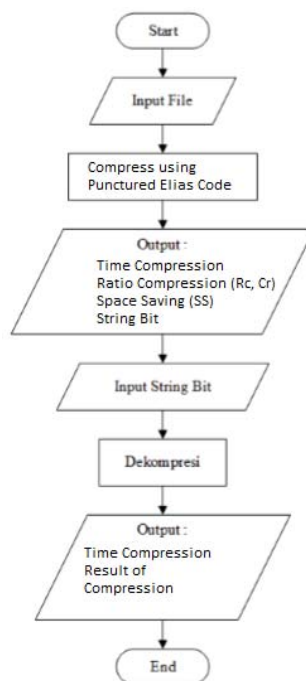 Start
Input File
Compress using
Punctured Elias Code
Output :
Time Compression
Ratio Compression (Rc, Cr)
Space Saving (SS)
String Bit
Input String Bit
Dekompresi
Output :
Time Compression
Result of
Compression
End